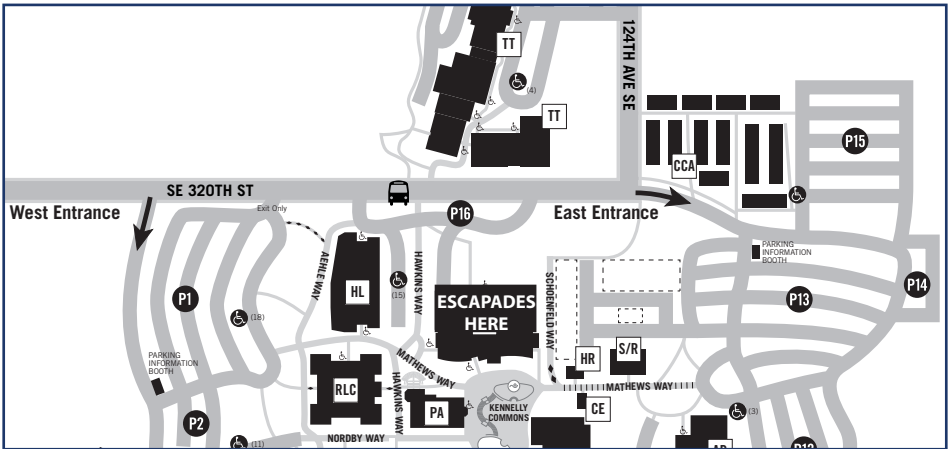 TT
124TH AVE SE
(4)
TT
P15
CCA
SE 320TH ST
West Entrance
Exit Only
P16
East Entrance
PARKING
INFORMATION
BOOTH
AEHLE WAY
HAWKINS WAY
HL
(15)
ESCAPADES
HERE
SCHOENFELD WAY
P14
P13
P1
(18)
S/R
HR
PARKING
INFORMATION
BOOTH
MATHEWS WAY
MATHEWS WAY
RLC
HAWKINS WAY
PA
KENNELLY
COMMONS
CE
(3)
P2
NORDBY WAY
(11)